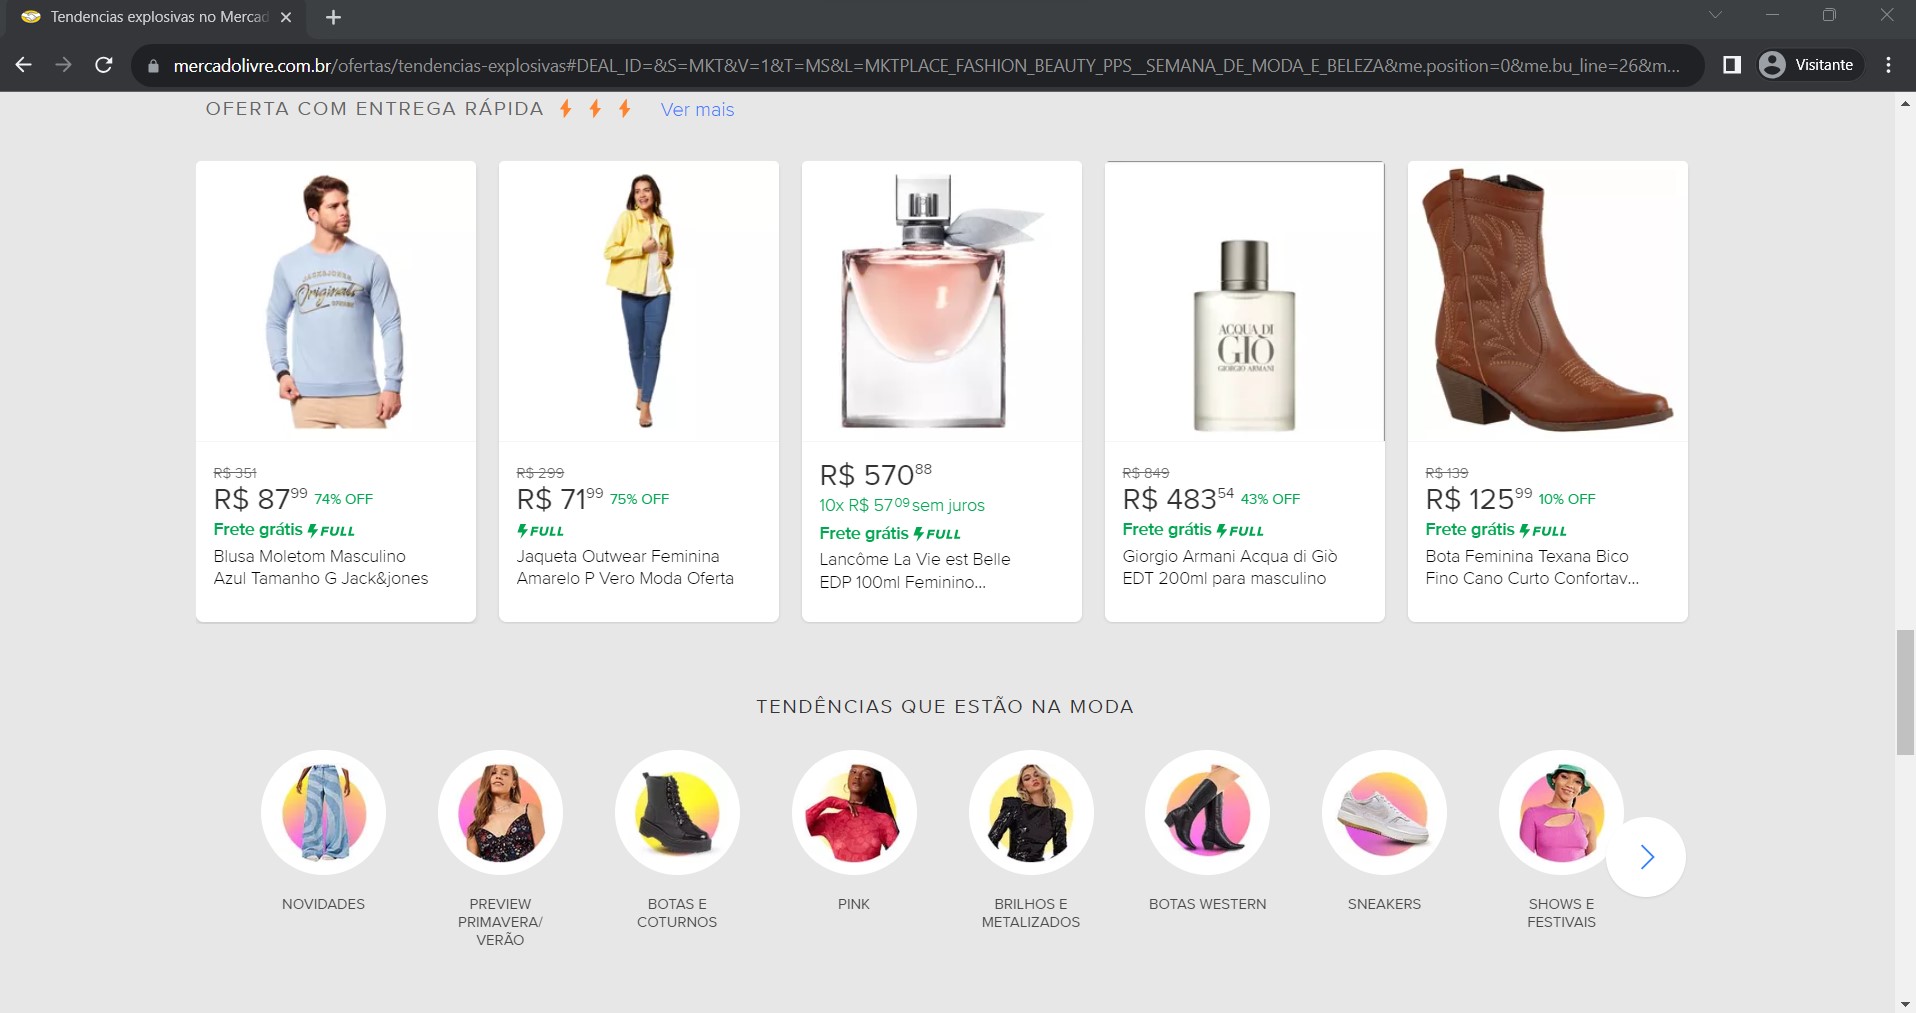 Tendencias explosivas no Mercad
mercadolivre.com.br/ofertas/tendencias-explosivas#DEAL_ID=&S=MKT&V=1&T=MS&L=MKTPLACE_FASHION_BEAUTY_PPS__SEMANA_DE_MODA_E_BELEZA&me.position=0&me.bu_line=26&m...
Visitante
OFERTA COM ENTREGA RÁPIDA
Ver mais
JACK&JONES
Originals
ACQUA DI
GIÒ
GIORGIO ARMANI
R$ 351
R$ 87 99 74% OFF
Frete grátis FULL
Blusa Moletom Masculino
Azul Tamanho G Jack&jones
R$ 299
R$ 71 99 75% OFF
FULL
Jaqueta Outwear Feminina
Amarelo P Vero Moda Oferta
R$ 570 88
10x R$ 57 09 sem juros
Frete grátis FULL
Lancôme La Vie est Belle
EDP 100ml Feminino...
R$ 849
R$ 483 54 43% OFF
Frete grátis FULL
Giorgio Armani Acqua di Giò
EDT 200ml para masculino
R$ 139
R$ 125 99 10% OFF
Frete grátis FULL
Bota Feminina Texana Bico
Fino Cano Curto Confortav...
TENDÊNCIAS QUE ESTÃO NA MODA
NOVIDADES
PREVIEW
PRIMAVERA/
VERÃO
BOTAS E
COTURNOS
PINK
BRILHOS E
METALIZADOS
BOTAS WESTERN
SNEAKERS
SHOWS E
FESTIVAIS